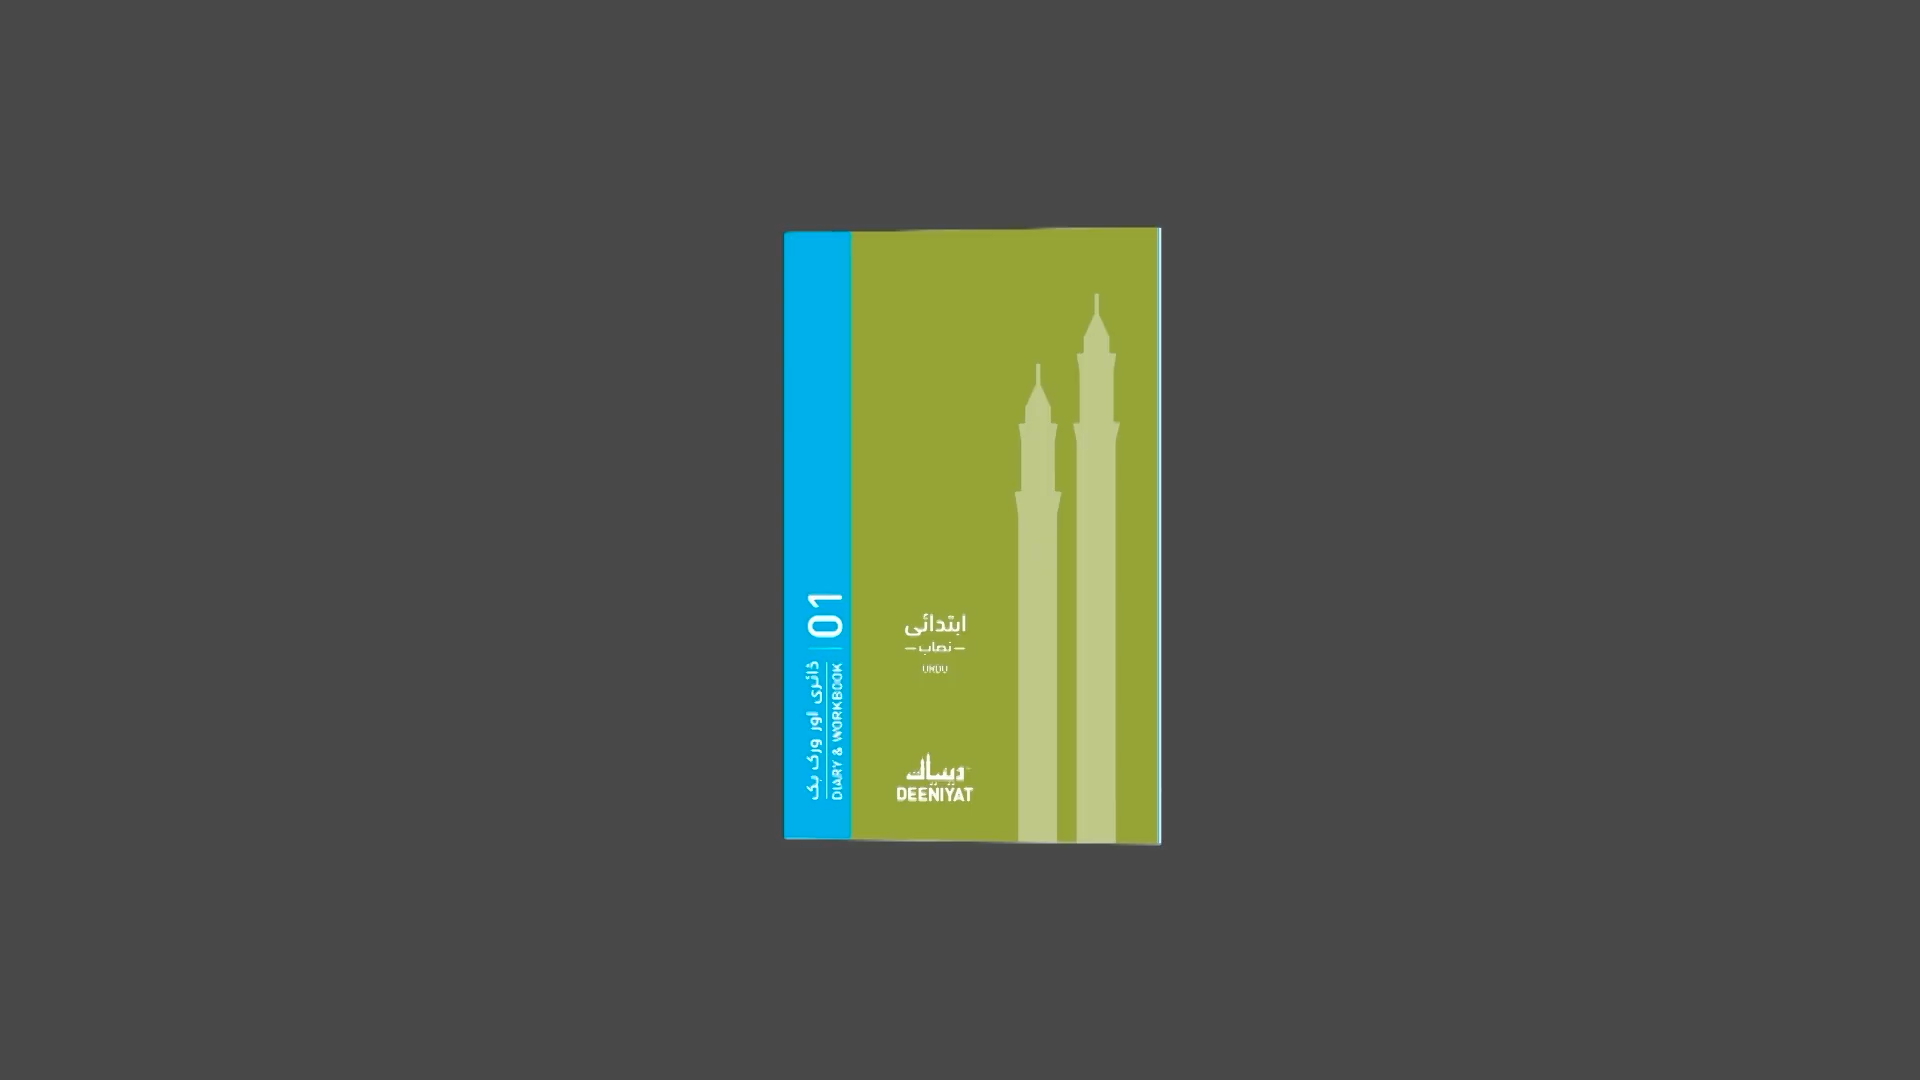 01
ڈائری اور ورک بک
DIARY & WORKBOOK
ابتدائی
نصاب
URDU
دینیات
DEENIYAT